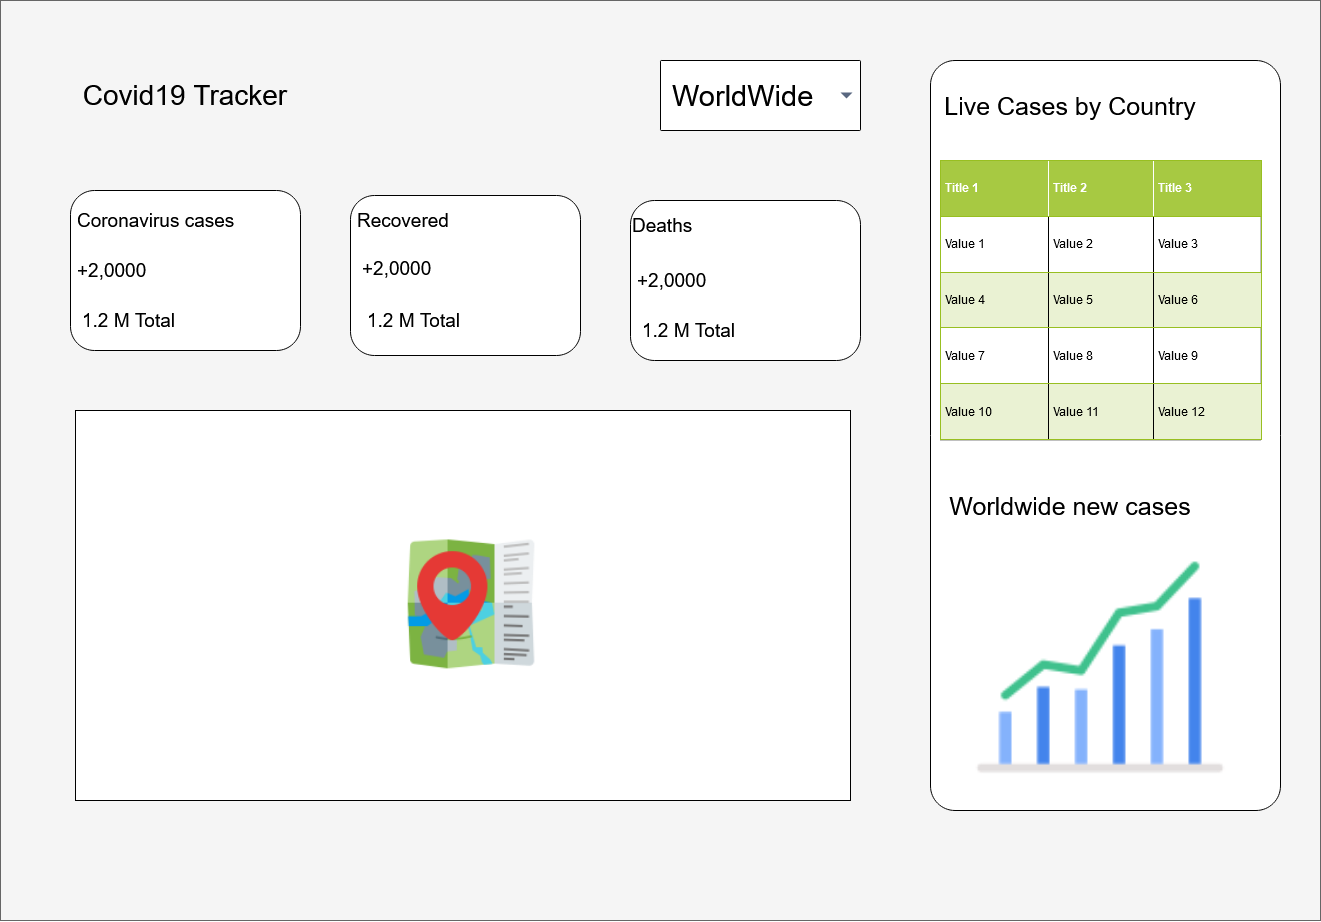 Covid19 Tracker
WorldWide
Coronavirus cases
+2,0000
1.2 M Total
Recovered
+2,0000
1.2 M Total
Deaths
+2,0000
1.2 M Total
Live Cases by Country
Title 1 Title 2 Title 3
Value 1 Value 2 Value 3
Value 4 Value 5 Value 6
Value 7 Value 8 Value 9
Value 10 Value 11 Value 12
Worldwide new cases